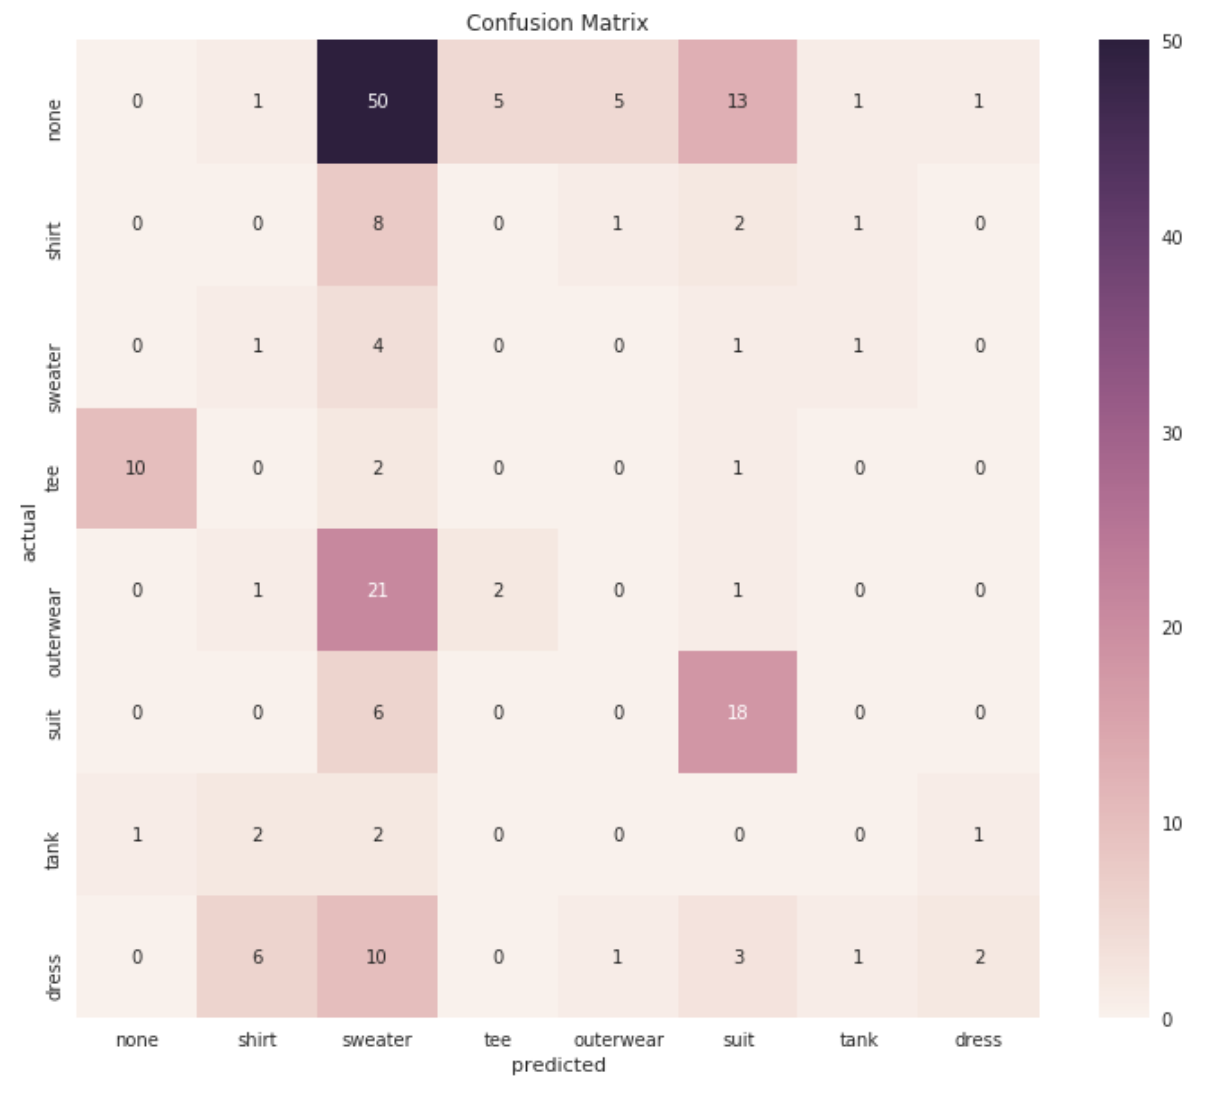 Confusion Matrix
none 0 1 50 5 5 13 1 1
shirt 0 0 8 0 1 2 1 0
sweater 0 1 4 0 0 1 1 0
tee 10 0 2 0 0 1 0 0
outerwear 0 1 21 2 0 1 0 0
suit 0 0 6 0 0 18 0 0
tank 1 2 2 0 0 0 0 1
dress 0 6 10 0 1 3 1 2
actual
none shirt sweater tee outerwear suit tank dress
predicted
50
40
30
20
10
0